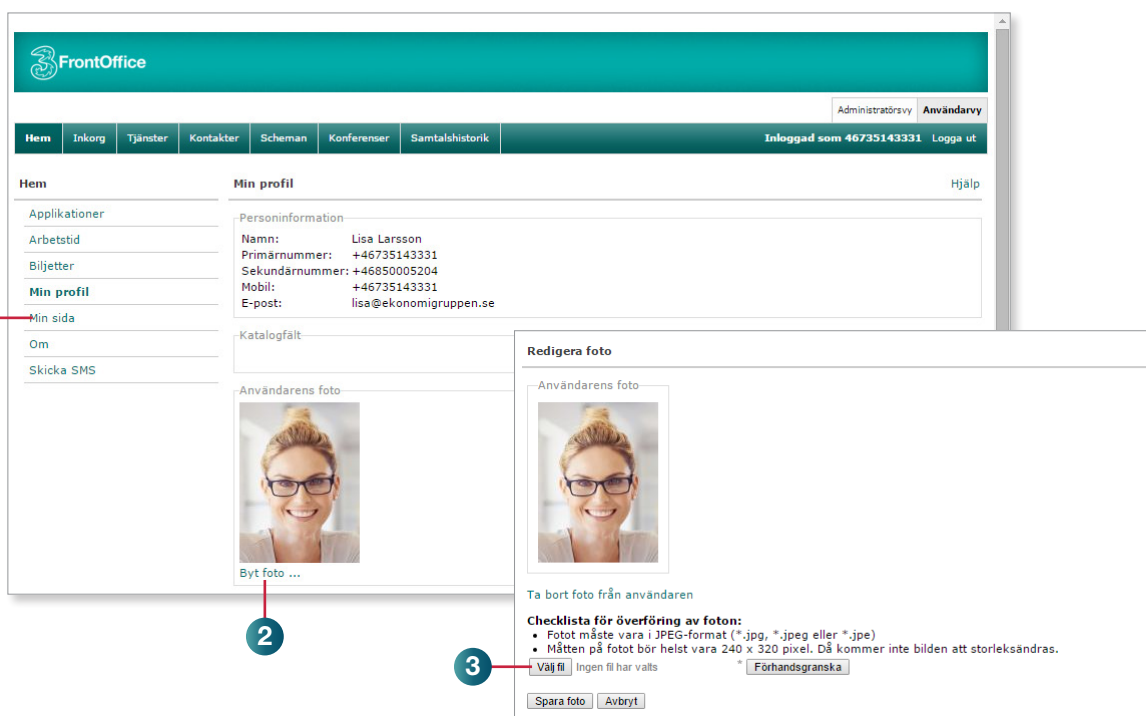 FrontOffice
Administratörsvy Användarvy
Hem Inkorg Tjänster Kontakter Scheman Konferenser Samtalshistorik Inloggad som 46735143331 Logga ut
Hem
Min profil
Hjälp
Applikationer
Arbetstid
Biljetter
Min profil
Min sida
Om
Skicka SMS
Personinformation
Namn: Lisa Larsson
Primärnummer: +46735143331
Sekundärnummer: +46850005204
Mobil: +46735143331
E-post: lisa@ekonomigruppen.se
Katalogfält
Användarens foto
Byt foto ...
2
Redigera foto
Användarens foto
Ta bort foto från användaren
Checklista för överföring av foton:
• Fotot måste vara i JPEG-format (*.jpg, *.jpeg eller *.jpe)
• Måtten på fotot bör helst vara 240 x 320 pixel. Då kommer inte bilden att storleksändras.
3
Välj fil Ingen fil har valts * Förhandsgranska
Spara foto Avbryt